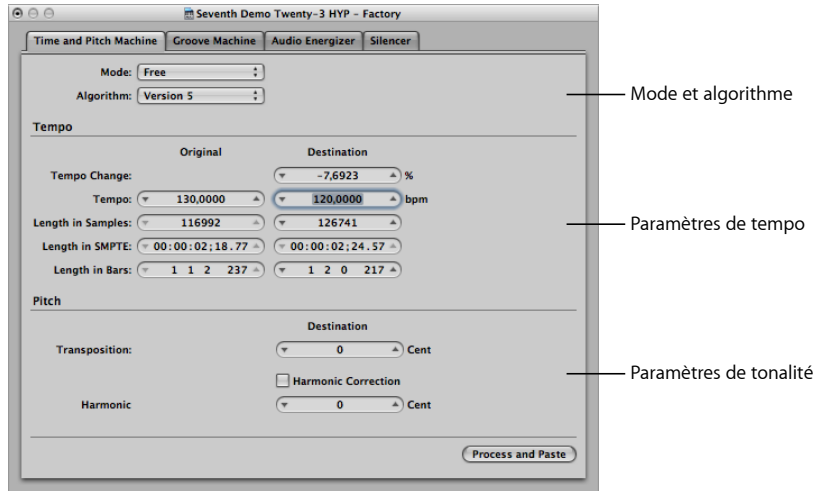 Seventh Demo Twenty-3 HYP – Factory
Time and Pitch Machine Groove Machine Audio Energizer Silencer
Mode: Free
Algorithm: Version 5
Mode et algorithme
Tempo
Original Destination
Tempo Change: -7,6923 %
Tempo: 130,0000 120,0000 bpm
Length in Samples: 116992 126741
Paramètres de tempo
Length in SMPTE: 00:00:02;18.77 00:00:02;24.57
Length in Bars: 1 1 2 237 1 2 0 217
Pitch
Destination
Transposition: 0 Cent
Paramètres de tonalité
Harmonic Correction
Harmonic 0 Cent
Process and Paste